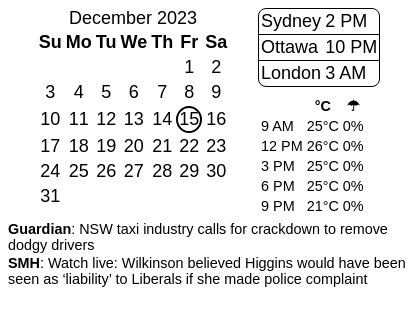 December 2023
Su Mo Tu We Th Fr Sa
1 2
3 4 5 6 7 8 9
10 11 12 13 14 15 16
17 18 19 20 21 22 23
24 25 26 27 28 29 30
31
Sydney 2 PM
Ottawa 10 PM
London 3 AM
°C ☂
9 AM 25°C 0%
12 PM 26°C 0%
3 PM 25°C 0%
6 PM 25°C 0%
9 PM 21°C 0%
Guardian: NSW taxi industry calls for crackdown to remove
dodgy drivers
SMH: Watch live: Wilkinson believed Higgins would have been
seen as ‘liability’ to Liberals if she made police complaint